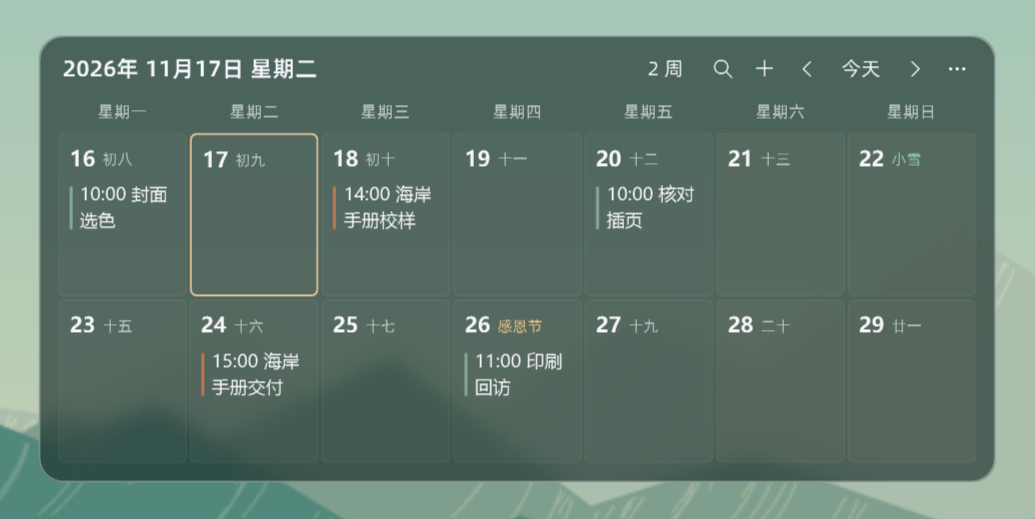 2026年 11月17日 星期二 2 周 今天
星期一 星期二 星期三 星期四 星期五 星期六 星期日
16 初八 17 初九 18 初十 19 十一 20 十二 21 十三 22 小雪
10:00 封面
选色
14:00 海岸
手册校样
10:00 核对
插页
23 十五 24 十六 25 十七 26 感恩节 27 十九 28 二十 29 廿一
15:00 海岸
手册交付
11:00 印刷
回访